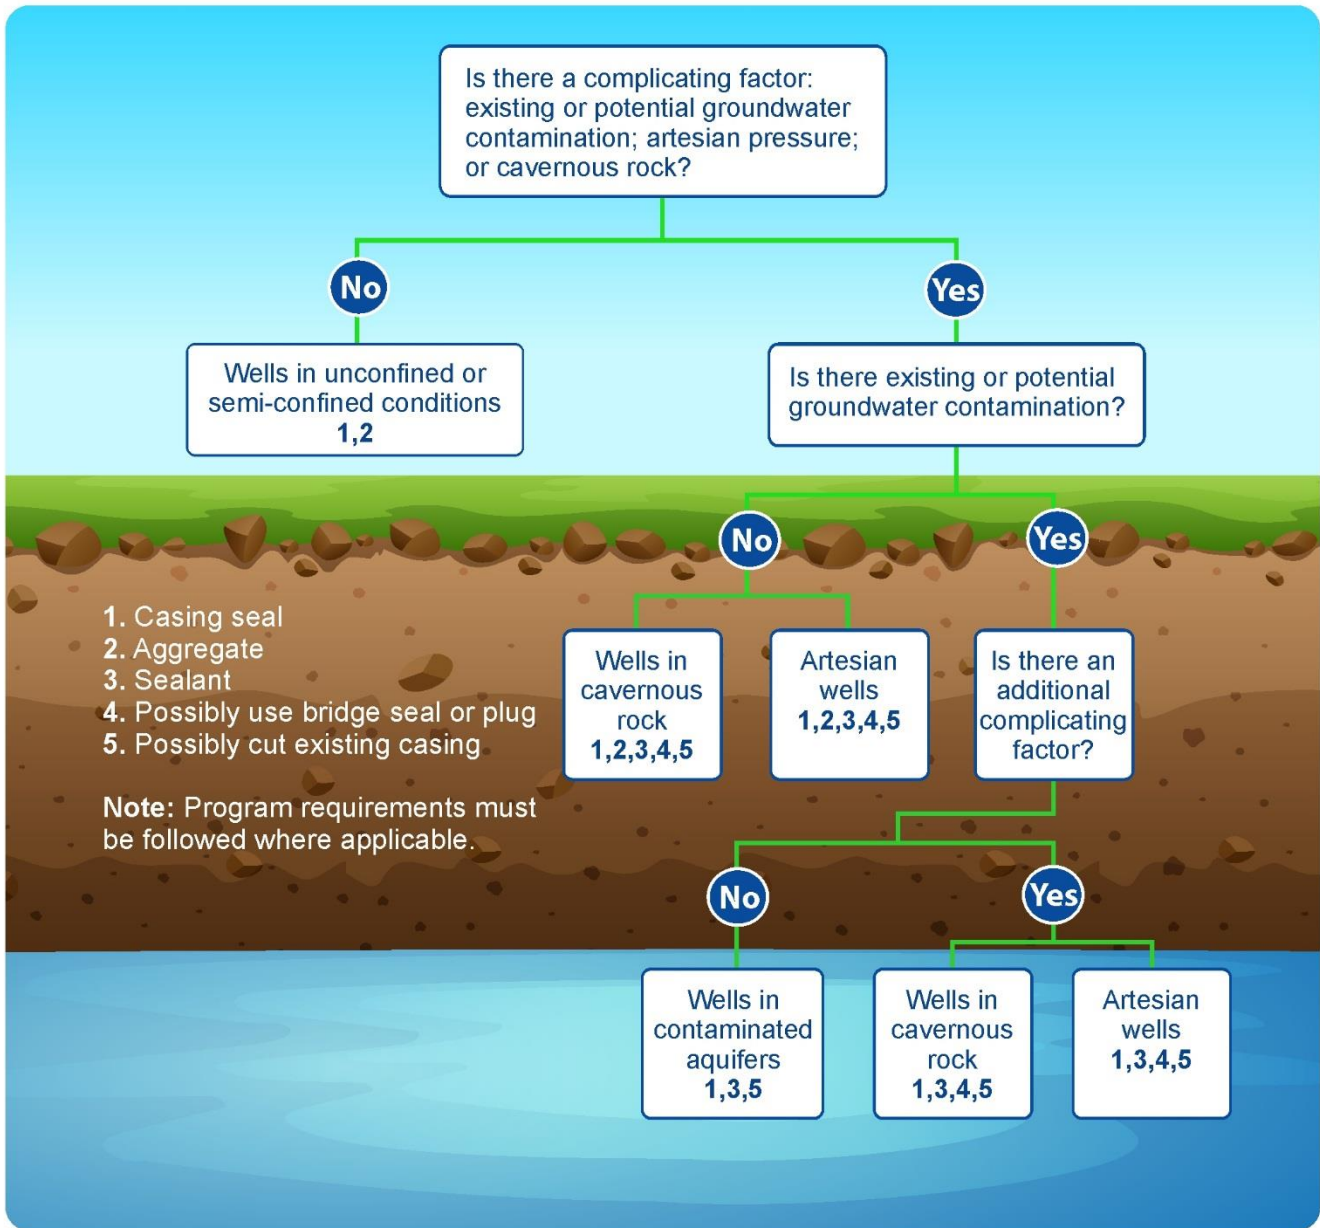 Is there a complicating factor:
existing or potential groundwater
contamination; artesian pressure;
or cavernous rock?
No
Yes
Wells in unconfined or
semi-confined conditions
1,2
Is there existing or potential
groundwater contamination?
No
Yes
1. Casing seal
2. Aggregate
3. Sealant
4. Possibly use bridge seal or plug
5. Possibly cut existing casing
Note: Program requirements must
be followed where applicable.
Wells in
cavernous
rock
1,2,3,4,5
Artesian
wells
1,2,3,4,5
Is there an
additional
complicating
factor?
No
Yes
Wells in
contaminated
aquifers
1,3,5
Wells in
cavernous
rock
1,3,4,5
Artesian
wells
1,3,4,5